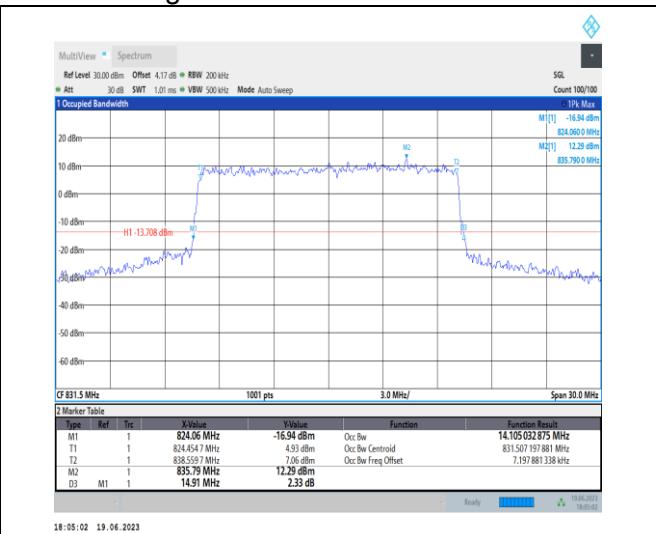 MultiView Spectrum
Ref Level 30.00 dBm Offset 4.17 dB RBW 200 kHz SGL
Att 30 dB SWT 1.01 ms VBW 500 kHz Mode Auto Sweep Count 100/100
1 Occupied Bandwidth 1Pk Max
M1[1] -16.94 dBm
824.060 0 MHz
M2[1] 12.29 dBm
835.790 0 MHz
20 dBm
M2
T1 T2
10 dBm
0 dBm
-10 dBm
H1 -13.708 dBm M1 D3
-20 dBm
-30 dBm
-40 dBm
-50 dBm
-60 dBm
CF 831.5 MHz 1001 pts 3.0 MHz/ Span 30.0 MHz
2 Marker Table
Type Ref Trc X-Value Y-Value Function Function Result
M1 1 824.06 MHz -16.94 dBm Occ Bw 14.105 032 875 MHz
T1 1 824.454 7 MHz 4.93 dBm Occ Bw Centroid 831.507 197 881 MHz
T2 1 838.559 7 MHz 7.06 dBm Occ Bw Freq Offset 7.197 881 338 kHz
M2 1 835.79 MHz 12.29 dBm
D3 M1 1 14.91 MHz 2.33 dB
Ready 19.06.2023
18:05:02
18:05:02 19.06.2023